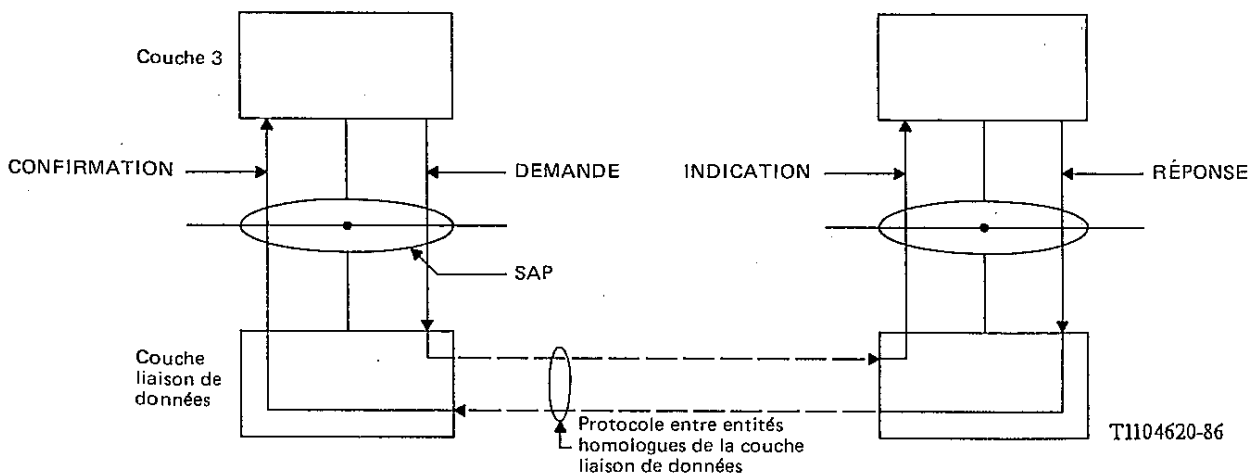 Couche 3
CONFIRMATION
DEMANDE
INDICATION
RÉPONSE
SAP
Couche
liaison de
données
Protocole entre entités
homologues de la couche
liaison de données
T1104620-86